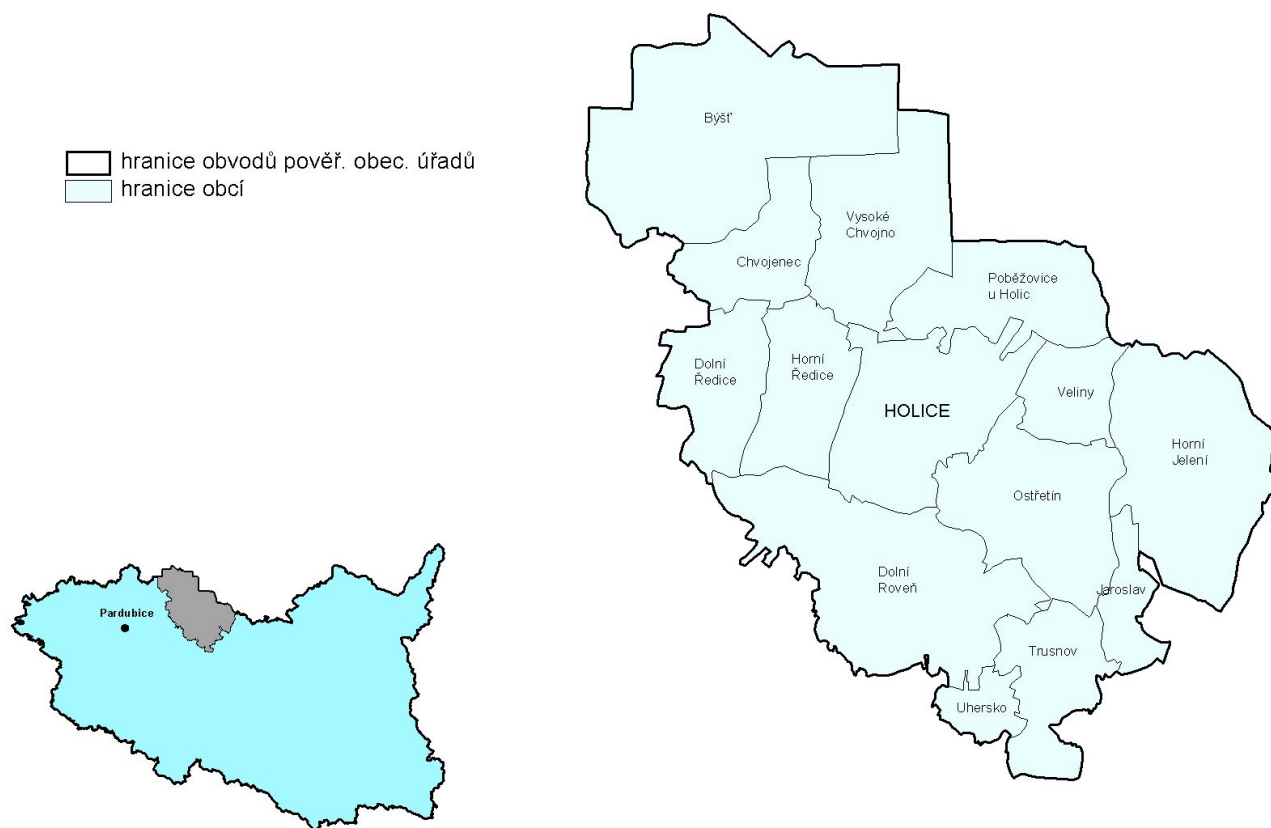 hranice obvodů pověř. obec. úřadů
hranice obcí
Býšť
Vysoké
Chvojno
Chvojenec
Poběžovice
u Holic
Dolní
Ředice
Horní
Ředice
HOLICE
Veliny
Horní
Jelení
Ostřetín
Dolní
Roveň
Jaroslav
Trusnov
Uhersko
Pardubice